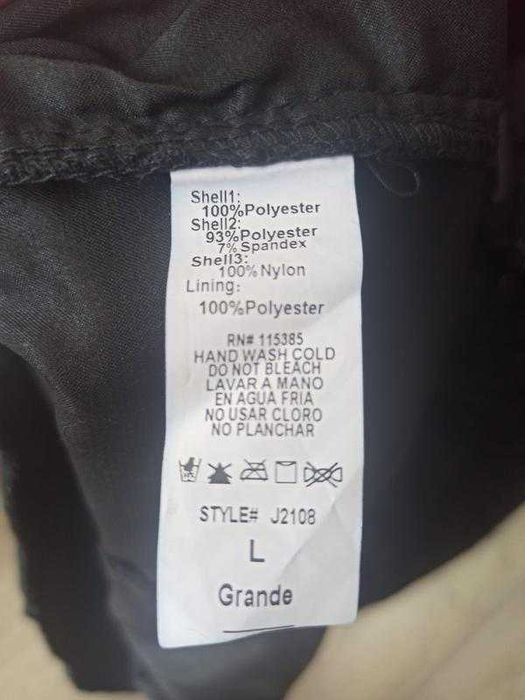 Shell1:
100%Polyester
Shell2:
93%Polyester
7%Spandex
Shell3:
100%Nylon
Lining:
100%Polyester
RN# 115385
HAND WASH COLD
DO NOT BLEACH
LAVAR A MANO
EN AGUA FRIA
NO USAR CLORO
NO PLANCHAR
STYLE# J2108
L
Grande